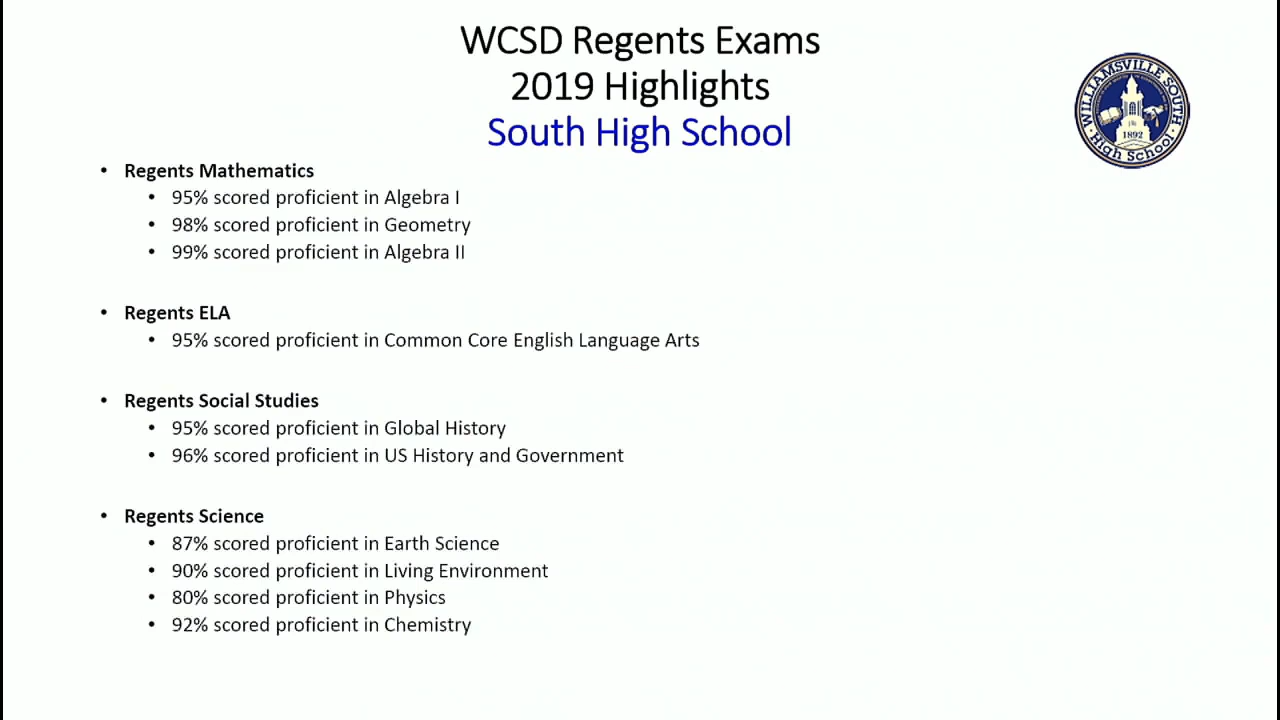 WCSD Regents Exams
2019 Highlights
South High School
WILLIAMSVILLE SOUTH
1892
High School
• Regents Mathematics
• 95% scored proficient in Algebra I
• 98% scored proficient in Geometry
• 99% scored proficient in Algebra II
• Regents ELA
• 95% scored proficient in Common Core English Language Arts
• Regents Social Studies
• 95% scored proficient in Global History
• 96% scored proficient in US History and Government
• Regents Science
• 87% scored proficient in Earth Science
• 90% scored proficient in Living Environment
• 80% scored proficient in Physics
• 92% scored proficient in Chemistry